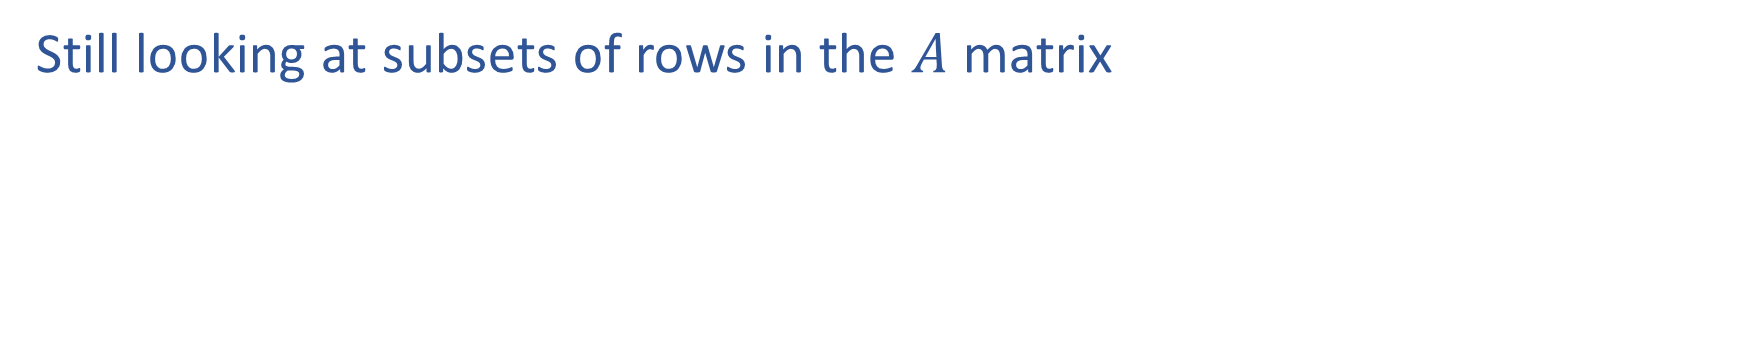 Still looking at subsets of rows in the A matrix